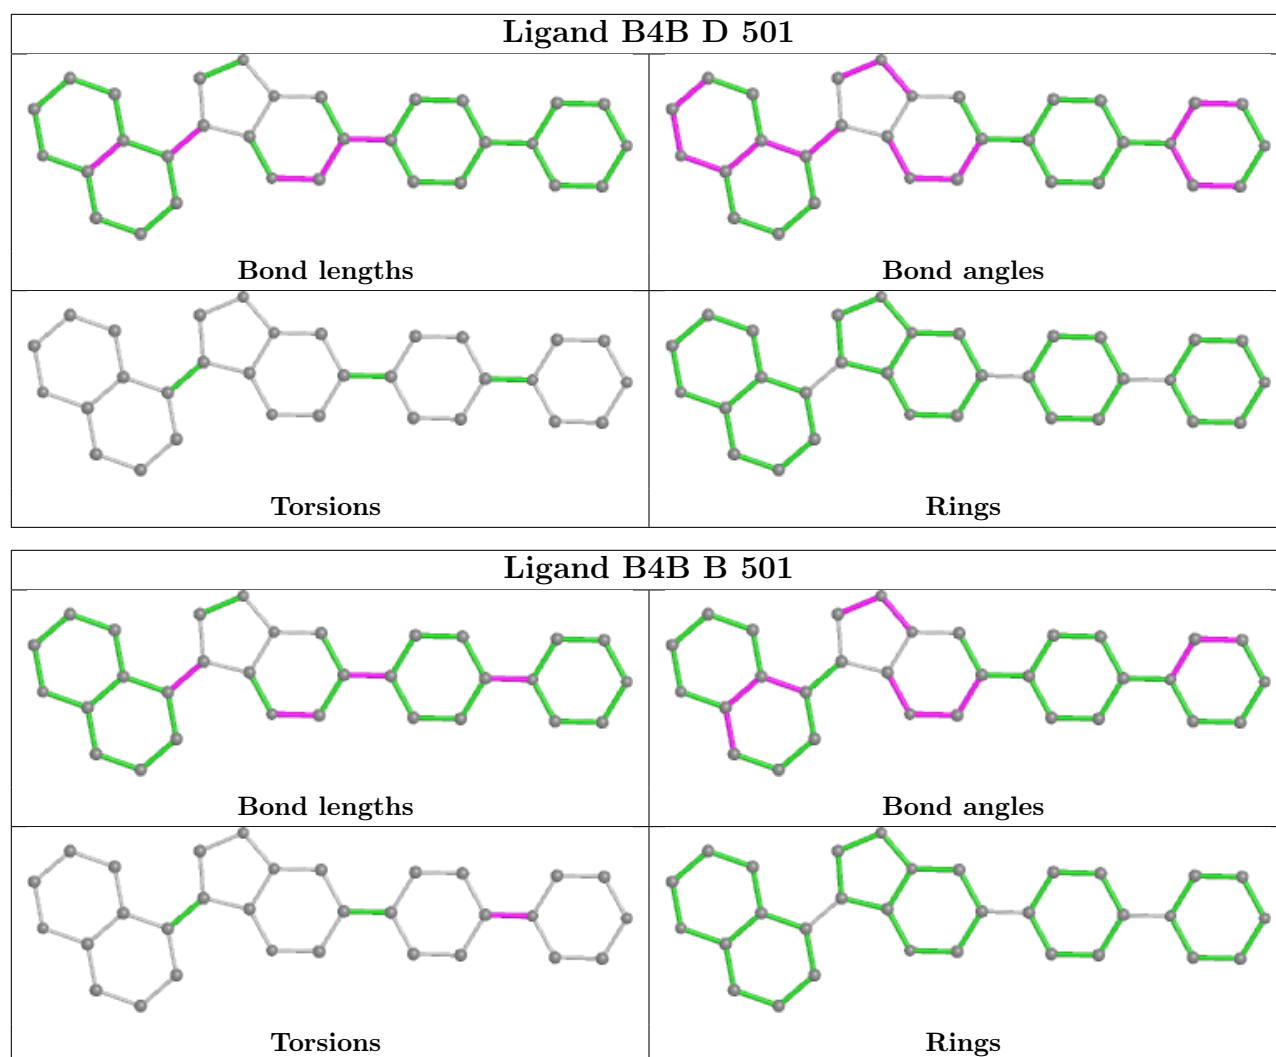 Ligand B4B D 501
Bond lengths
Bond angles
Torsions
Rings
Ligand B4B B 501
Bond lengths
Bond angles
Torsions
Rings